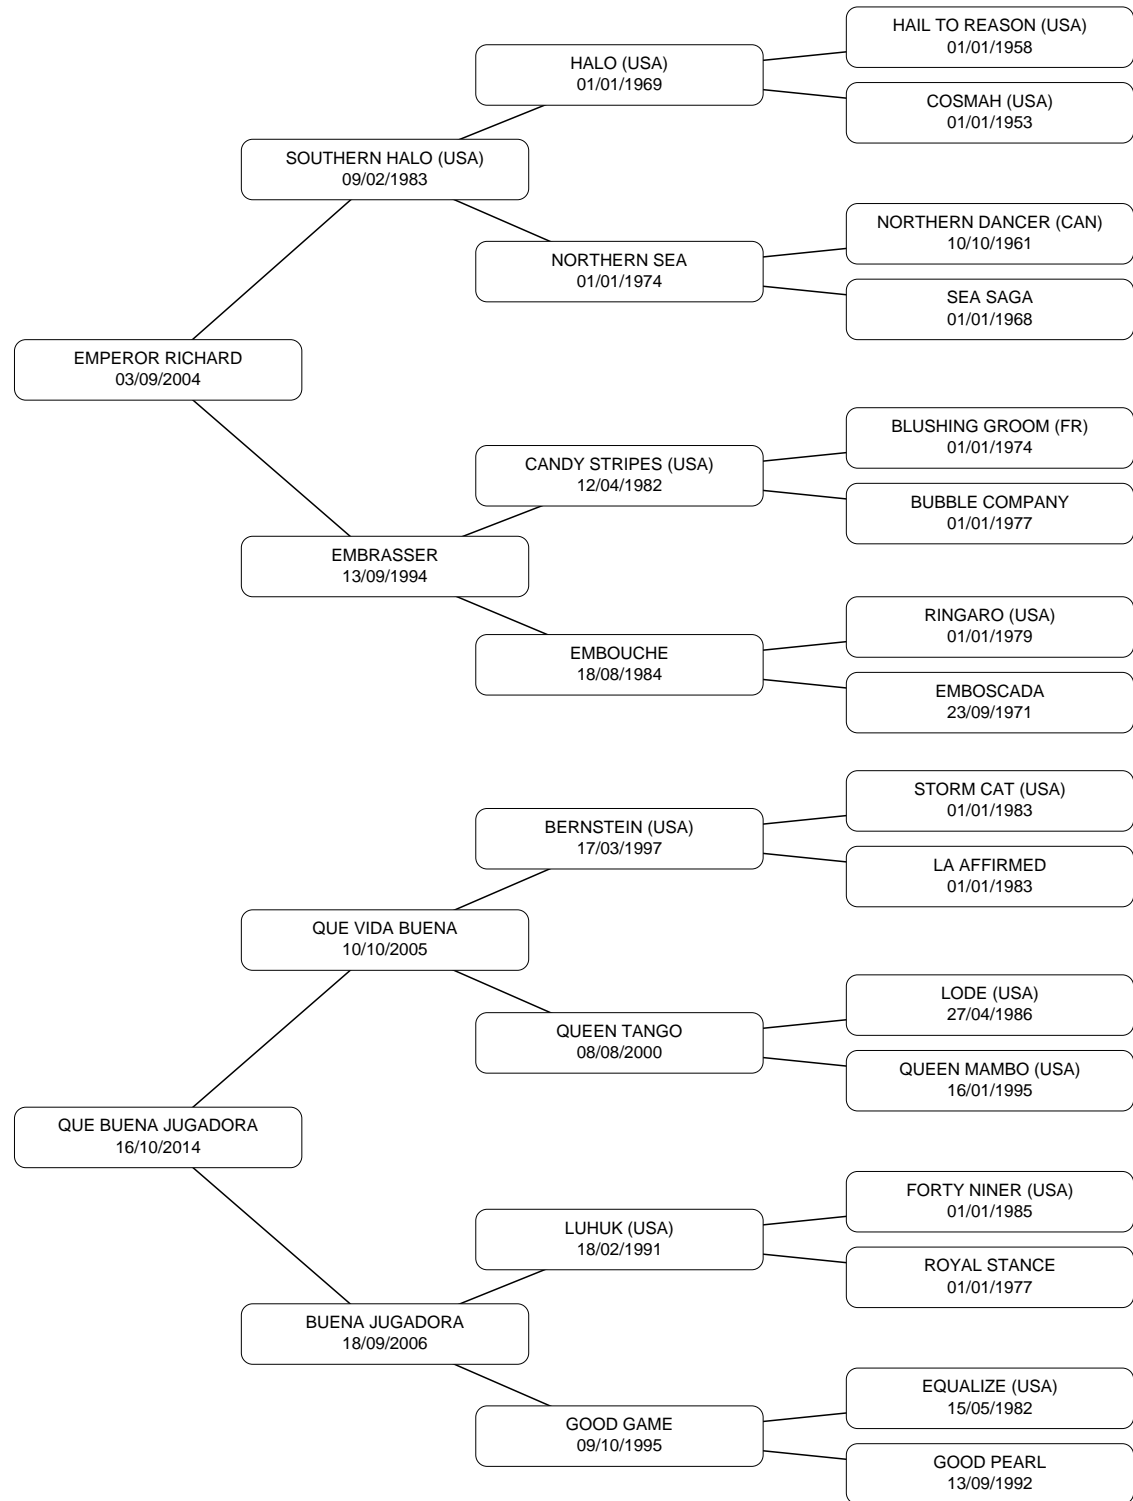 HAIL TO REASON (USA)
01/01/1958
HALO (USA)
01/01/1969
COSMAH (USA)
01/01/1953
SOUTHERN HALO (USA)
09/02/1983
NORTHERN DANCER (CAN)
10/10/1961
NORTHERN SEA
01/01/1974
SEA SAGA
01/01/1968
EMPEROR RICHARD
03/09/2004
BLUSHING GROOM (FR)
01/01/1974
CANDY STRIPES (USA)
12/04/1982
BUBBLE COMPANY
01/01/1977
EMBRASSER
13/09/1994
RINGARO (USA)
01/01/1979
EMBOUCHE
18/08/1984
EMBOSCADA
23/09/1971
STORM CAT (USA)
01/01/1983
BERNSTEIN (USA)
17/03/1997
LA AFFIRMED
01/01/1983
QUE VIDA BUENA
10/10/2005
LODE (USA)
27/04/1986
QUEEN TANGO
08/08/2000
QUEEN MAMBO (USA)
16/01/1995
QUE BUENA JUGADORA
16/10/2014
FORTY NINER (USA)
01/01/1985
LUHUK (USA)
18/02/1991
ROYAL STANCE
01/01/1977
BUENA JUGADORA
18/09/2006
EQUALIZE (USA)
15/05/1982
GOOD GAME
09/10/1995
GOOD PEARL
13/09/1992